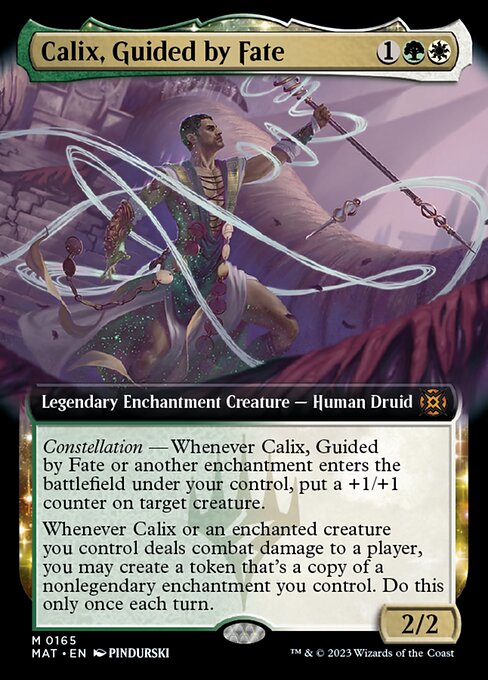 Calix, Guided by Fate 1
Legendary Enchantment Creature — Human Druid
Constellation — Whenever Calix, Guided
by Fate or another enchantment enters the
battlefield under your control, put a +1/+1
counter on target creature.
Whenever Calix or an enchanted creature
you control deals combat damage to a player,
you may create a token that's a copy of a
nonlegendary enchantment you control. Do this
only once each turn.
2/2
M 0165
MAT • EN PINDURSKI
™ & © 2023 Wizards of the Coast